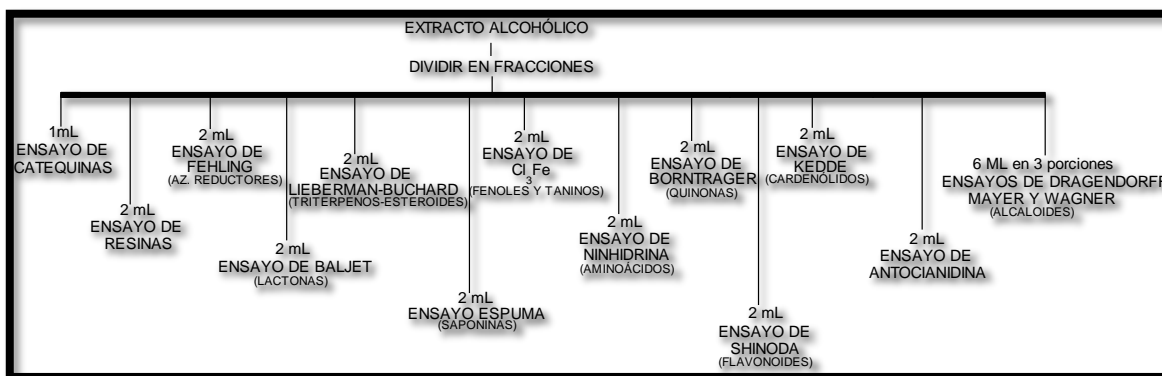 EXTRACTO ALCOHÓLICO
DIVIDIR EN FRACCIONES
1mL
ENSAYO DE
CATEQUINAS
2 mL
ENSAYO DE
RESINAS
2 mL
ENSAYO DE
FEHLING
(AZ. REDUCTORES)
2 mL
ENSAYO DE BALJET
(LACTONAS)
2 mL
ENSAYO DE
LIEBERMAN-BUCHARD
(TRITERPENOS-ESTEROIDES)
2 mL
ENSAYO ESPUMA
(SAPONINAS)
2 mL
ENSAYO DE
Cl3Fe
(FENOLES Y TANINOS)
2 mL
ENSAYO DE
NINHIDRINA
(AMINOÁCIDOS)
2 mL
ENSAYO DE
BORNTRAGER
(QUINONAS)
2 mL
ENSAYO DE
SHINODA
(FLAVONOIDES)
2 mL
ENSAYO DE
KEDDE
(CARDENÓLIDOS)
2 mL
ENSAYO DE
ANTOCIANIDINA
6 ML en 3 porciones
ENSAYOS DE DRAGENDORFF
MAYER Y WAGNER
(ALCALOIDES)